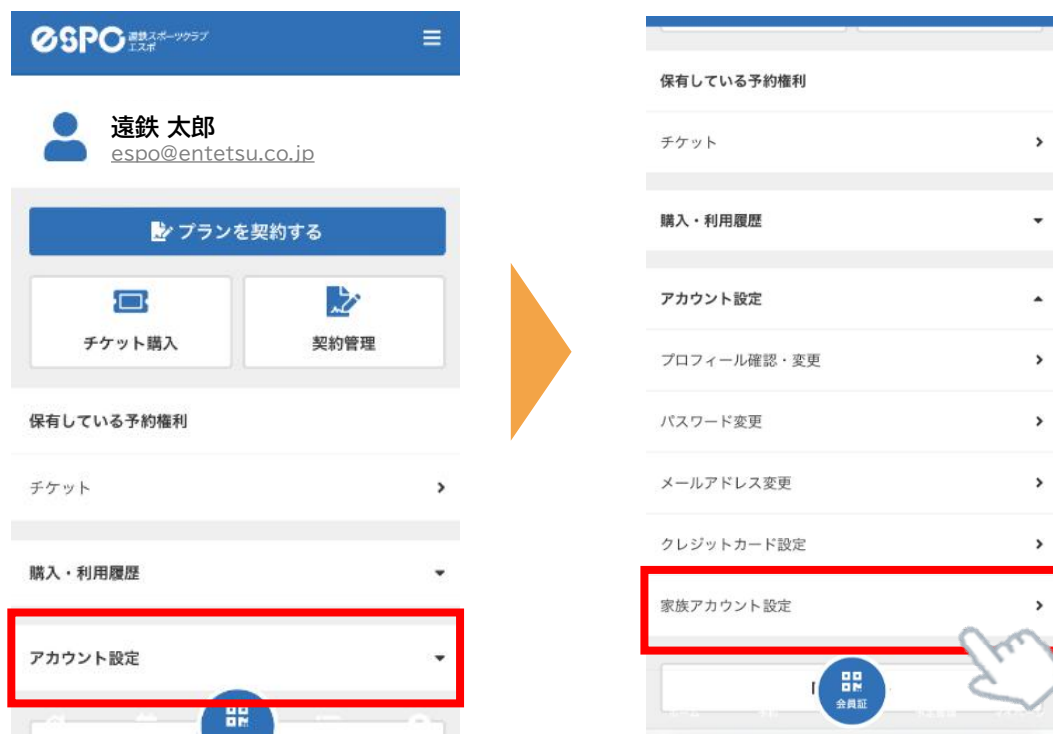 espo 遠鉄スポーツクラブ
エスポ
遠鉄 太郎
espo@entetsu.co.jp
プランを契約する
チケット購入
契約管理
保有している予約権利
チケット
購入・利用履歴
アカウント設定
保有している予約権利
チケット
購入・利用履歴
アカウント設定
プロフィール確認・変更
パスワード変更
メールアドレス変更
クレジットカード設定
家族アカウント設定
会員証